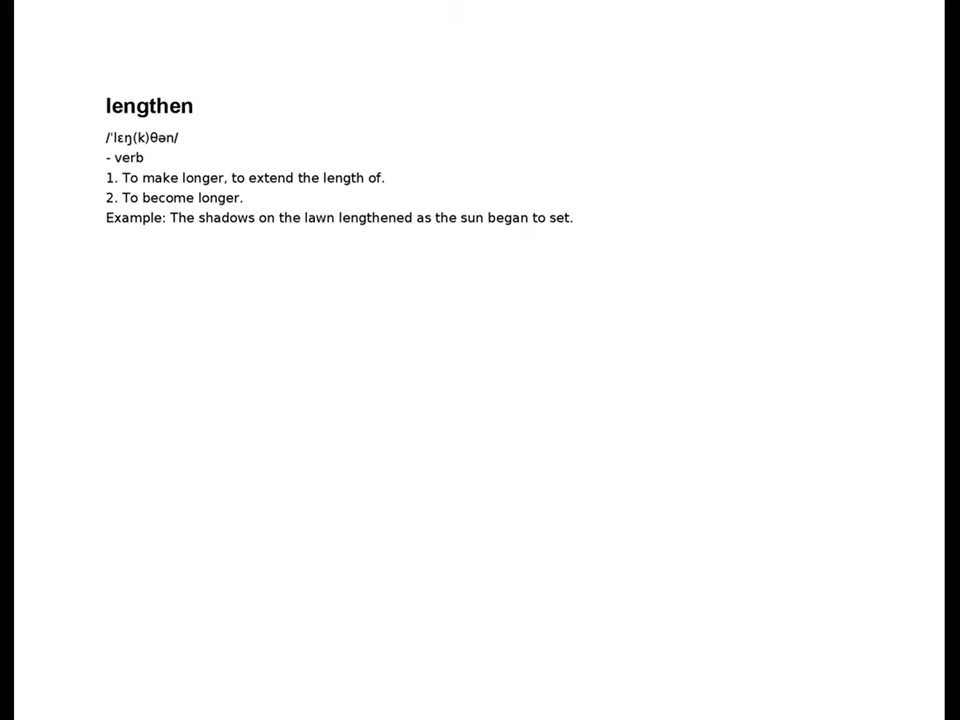 lengthen
/ˈlɛŋ(k)θən/
- verb
1. To make longer, to extend the length of.
2. To become longer.
Example: The shadows on the lawn lengthened as the sun began to set.